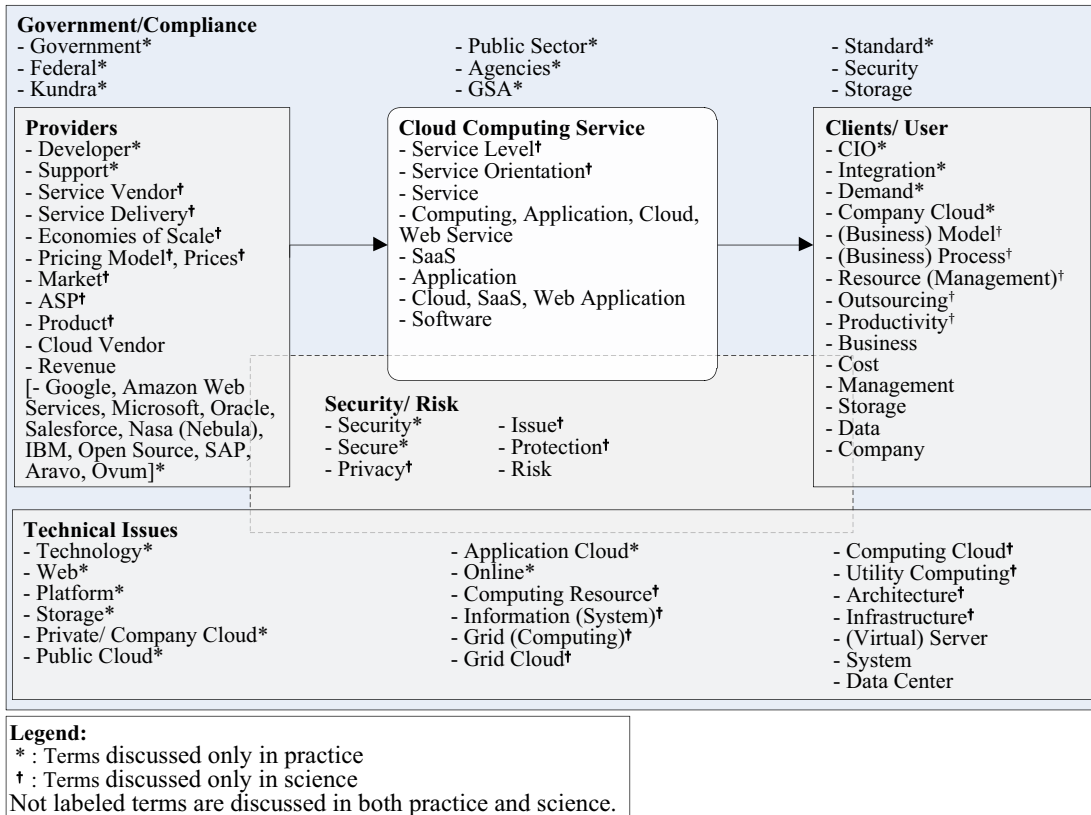 Government/Compliance
- Government*
- Federal*
- Kundra*
- Public Sector*
- Agencies*
- GSA*
- Standard*
- Security
- Storage
Providers
- Developer*
- Support*
- Service Vendor†
- Service Delivery†
- Economies of Scale†
- Pricing Model†, Prices†
- Market†
- ASP†
- Product†
- Cloud Vendor
- Revenue
[- Google, Amazon Web
Services, Microsoft, Oracle,
Salesforce, Nasa (Nebula),
IBM, Open Source, SAP,
Aravo, Ovum]*
Cloud Computing Service
- Service Level†
- Service Orientation†
- Service
- Computing, Application, Cloud,
Web Service
- SaaS
- Application
- Cloud, SaaS, Web Application
- Software
Clients/ User
- CIO*
- Integration*
- Demand*
- Company Cloud*
- (Business) Model†
- (Business) Process†
- Resource (Management)†
- Outsourcing†
- Productivity†
- Business
- Cost
- Management
- Storage
- Data
- Company
Security/ Risk
- Security*
- Secure*
- Privacy†
- Issue†
- Protection†
- Risk
Technical Issues
- Technology*
- Web*
- Platform*
- Storage*
- Private/ Company Cloud*
- Public Cloud*
- Application Cloud*
- Online*
- Computing Resource†
- Information (System)†
- Grid (Computing)†
- Grid Cloud†
- Computing Cloud†
- Utility Computing†
- Architecture†
- Infrastructure†
- (Virtual) Server
- System
- Data Center
Legend:
* : Terms discussed only in practice
† : Terms discussed only in science
Not labeled terms are discussed in both practice and science.